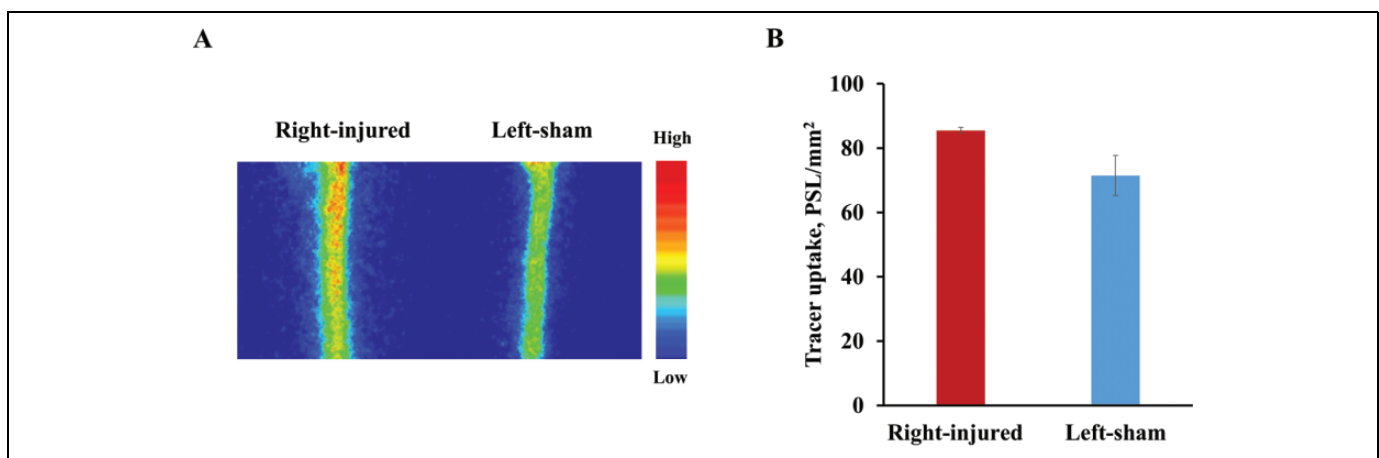 A
Right-injured Left-sham
High
Low
B
Tracer uptake, PSL/mm²
100
80
60
40
20
0
Right-injured Left-sham